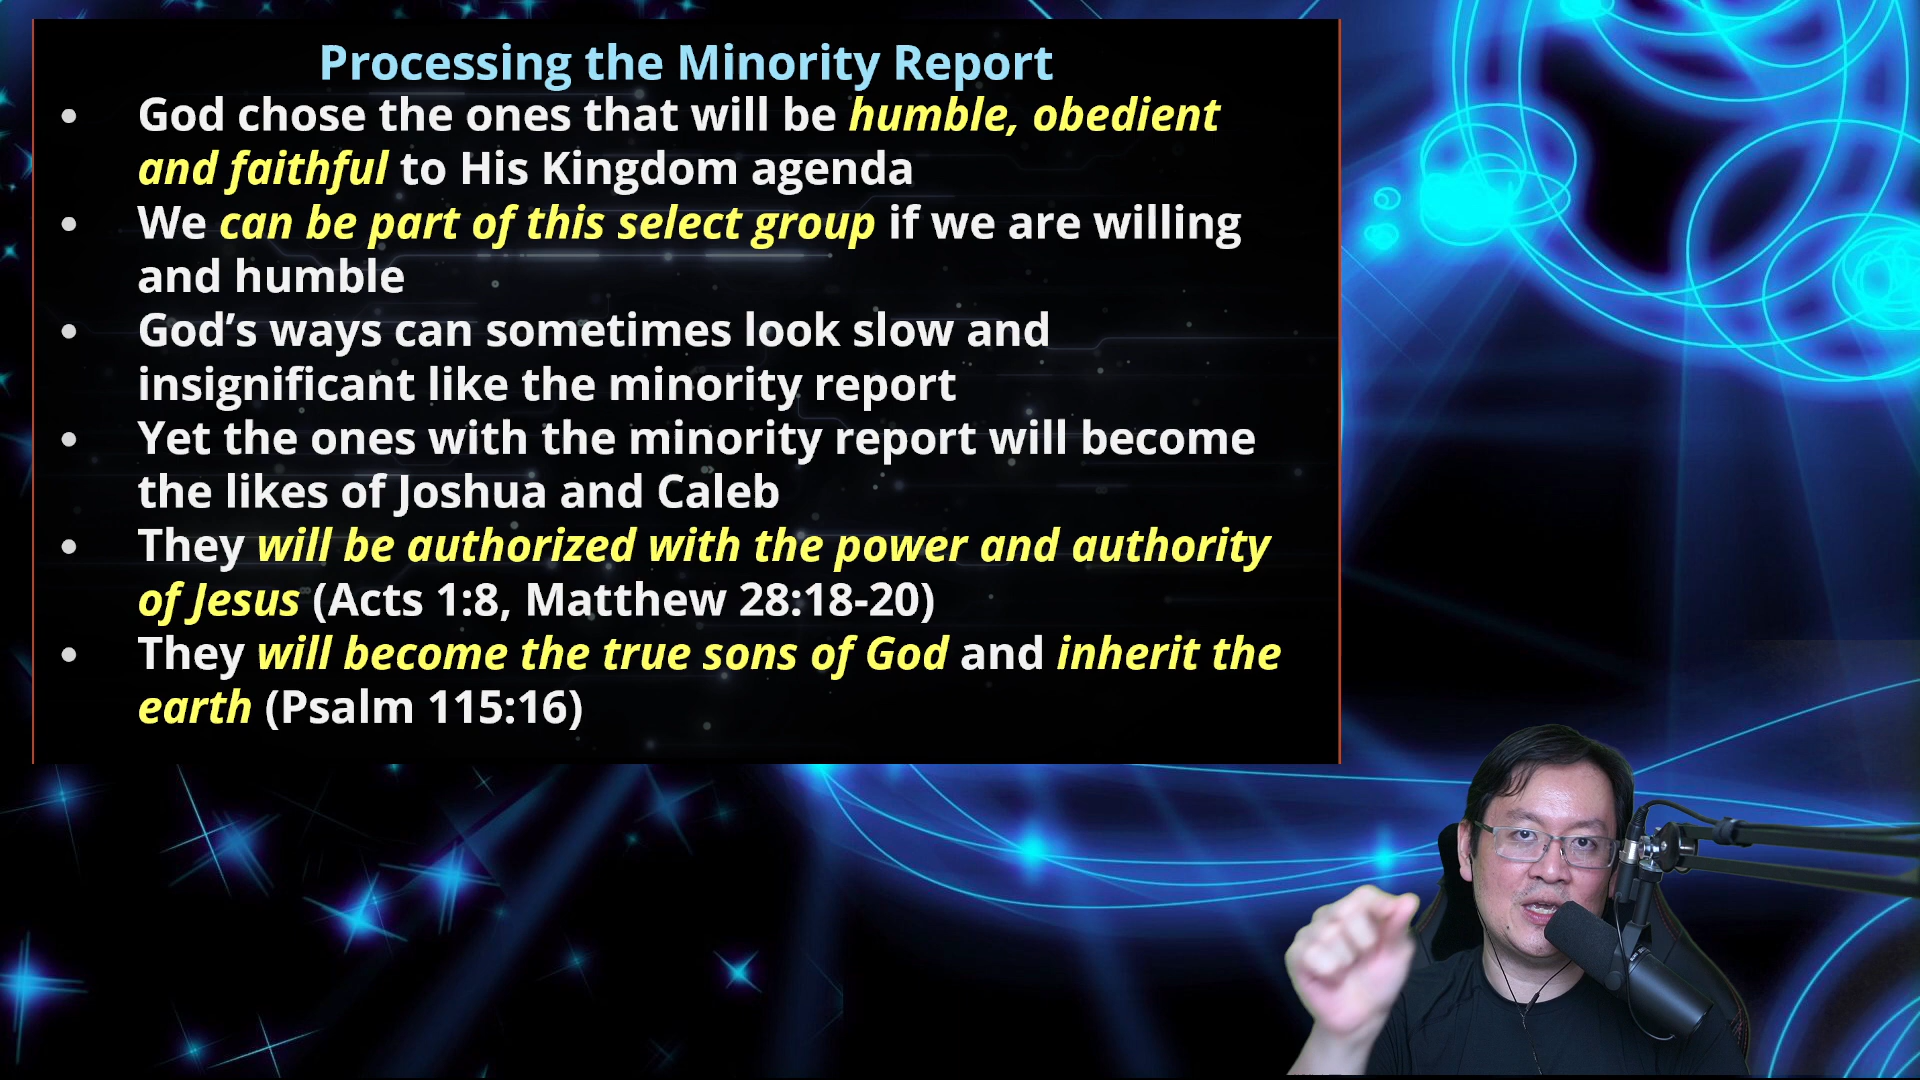 Processing the Minority Report
• God chose the ones that will be humble, obedient
and faithful to His Kingdom agenda
• We can be part of this select group if we are willing
and humble
• God’s ways can sometimes look slow and
insignificant like the minority report
• Yet the ones with the minority report will become
the likes of Joshua and Caleb
• They will be authorized with the power and authority
of Jesus (Acts 1:8, Matthew 28:18-20)
• They will become the true sons of God and inherit the
earth (Psalm 115:16)